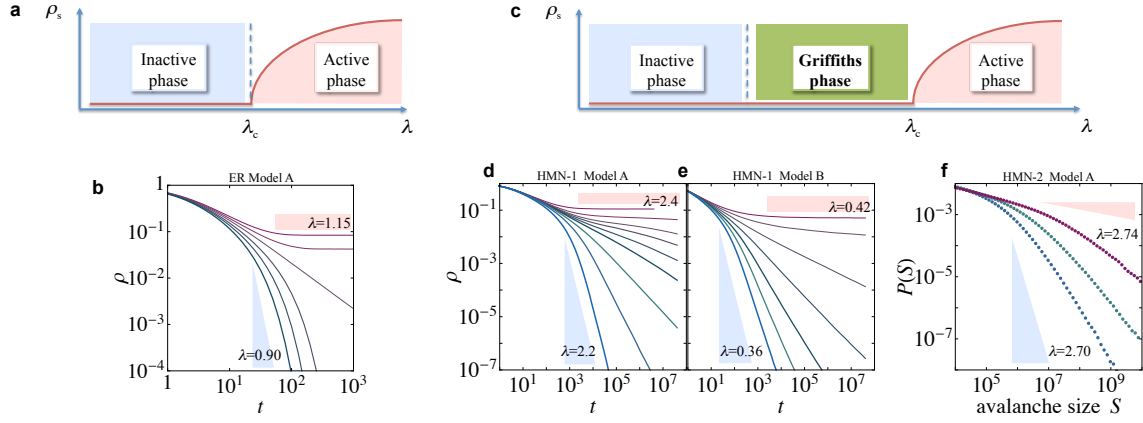 a
ρs
Inactive
phase
Active
phase
λc
λ
c
ρs
Inactive
phase
Griffiths
phase
Active
phase
λc
λ
b
ER Model A
1
10⁻¹
10⁻²
10⁻³
10⁻⁴
ρ
λ=1.15
λ=0.90
1
10¹
10²
10³
t
d
HMN-1 Model A
10⁻¹
10⁻³
10⁻⁵
10⁻⁷
ρ
λ=2.4
λ=2.2
10¹
10³
10⁵
10⁷
t
e
HMN-1 Model B
λ=0.42
λ=0.36
10¹
10³
10⁵
10⁷
t
f
HMN-2 Model A
10⁻³
10⁻⁵
10⁻⁷
P(S)
λ=2.74
λ=2.70
10⁵
10⁷
10⁹
avalanche size S